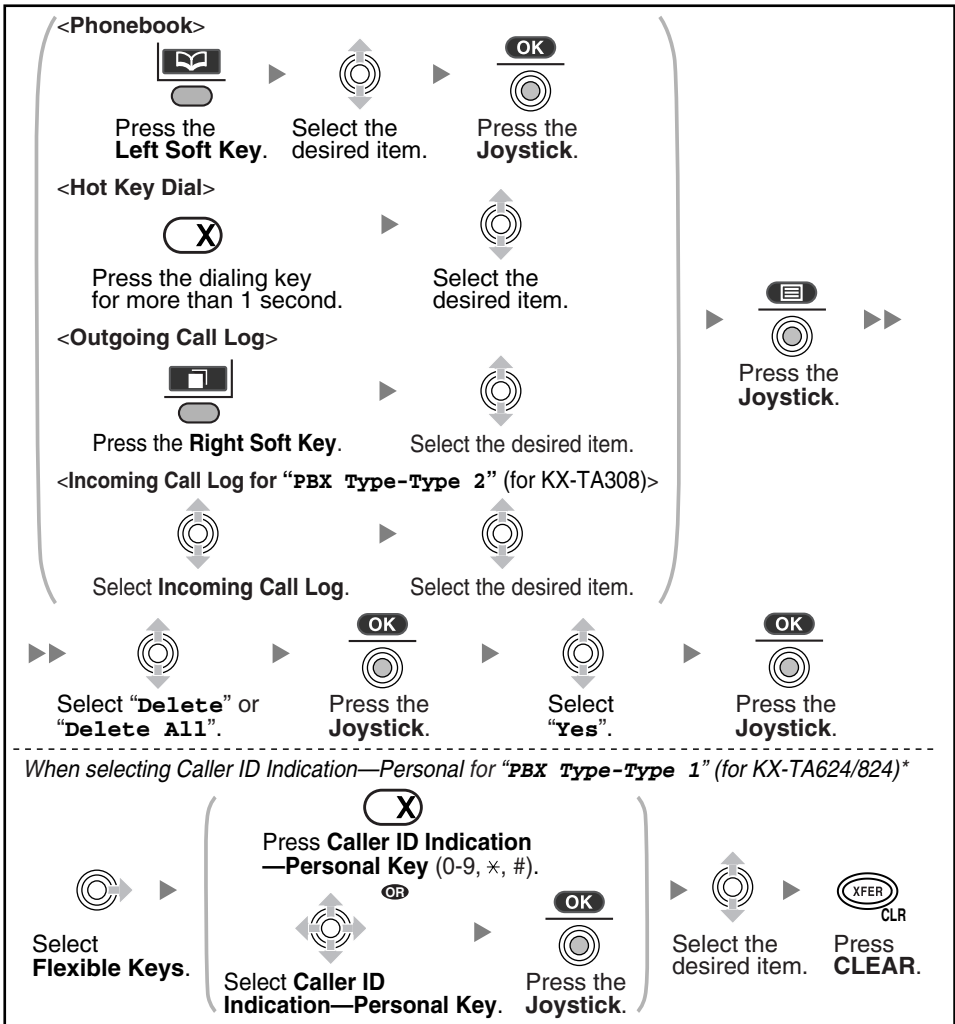 <Phonebook>
OK
Press the Left Soft Key.
Select the desired item.
Press the Joystick.
<Hot Key Dial>
X
Press the dialing key
for more than 1 second.
Select the
desired item.
<Outgoing Call Log>
Press the Right Soft Key.
Select the desired item.
<Incoming Call Log for "PBX Type-Type 2" (for KX-TA308)>
Select Incoming Call Log.
Select the desired item.
Press the
Joystick.
Select "Delete" or
"Delete All".
OK
Press the
Joystick.
Select
"Yes".
OK
Press the
Joystick.
When selecting Caller ID Indication—Personal for "PBX Type-Type 1" (for KX-TA624/824)*
Select
Flexible Keys.
X
Press Caller ID Indication
—Personal Key (0-9, ✳, #).
OR
Select Caller ID
Indication—Personal Key.
OK
Press the
Joystick.
Select the
desired item.
XFER
CLR
Press
CLEAR.